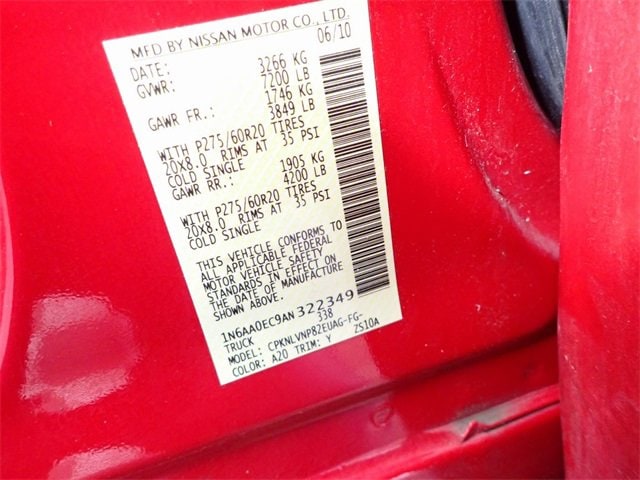 MFD BY NISSAN MOTOR CO., LTD.
DATE: 06/10
GVWR: 3266 KG
7200 LB
GAWR FR.: 1746 KG
3849 LB
WITH P275/60R20 TIRES
20X8.0 RIMS AT 35 PSI
COLD SINGLE
GAWR RR.: 1905 KG
4200 LB
WITH P275/60R20 TIRES
20X8.0 RIMS AT 35 PSI
COLD SINGLE
THIS VEHICLE CONFORMS TO
ALL APPLICABLE FEDERAL
MOTOR VEHICLE SAFETY
STANDARDS IN EFFECT ON
THE DATE OF MANUFACTURE
SHOWN ABOVE.
1N6AA0EC9AN322349
TRUCK 338
MODEL: CPKNLVNP82EUAG-FG-
COLOR: A20 TRIM: Y ZS10A